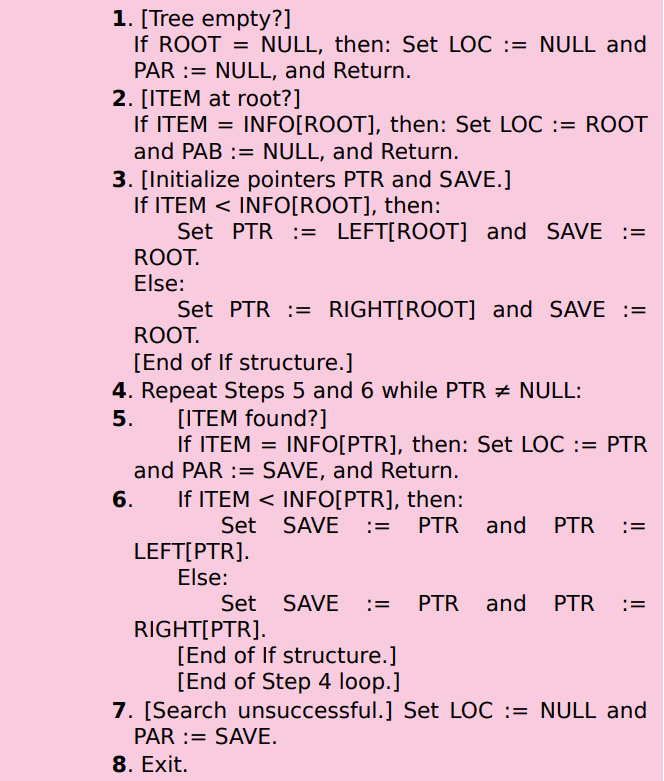 1. [Tree empty?]
If ROOT = NULL, then: Set LOC := NULL and
PAR := NULL, and Return.
2. [ITEM at root?]
If ITEM = INFO[ROOT], then: Set LOC := ROOT
and PAB := NULL, and Return.
3. [Initialize pointers PTR and SAVE.]
If ITEM < INFO[ROOT], then:
Set PTR := LEFT[ROOT] and SAVE :=
ROOT.
Else:
Set PTR := RIGHT[ROOT] and SAVE :=
ROOT.
[End of If structure.]
4. Repeat Steps 5 and 6 while PTR ≠ NULL:
5. [ITEM found?]
If ITEM = INFO[PTR], then: Set LOC := PTR
and PAR := SAVE, and Return.
6. If ITEM < INFO[PTR], then:
Set SAVE := PTR and PTR :=
LEFT[PTR].
Else:
Set SAVE := PTR and PTR :=
RIGHT[PTR].
[End of If structure.]
[End of Step 4 loop.]
7. [Search unsuccessful.] Set LOC := NULL and
PAR := SAVE.
8. Exit.